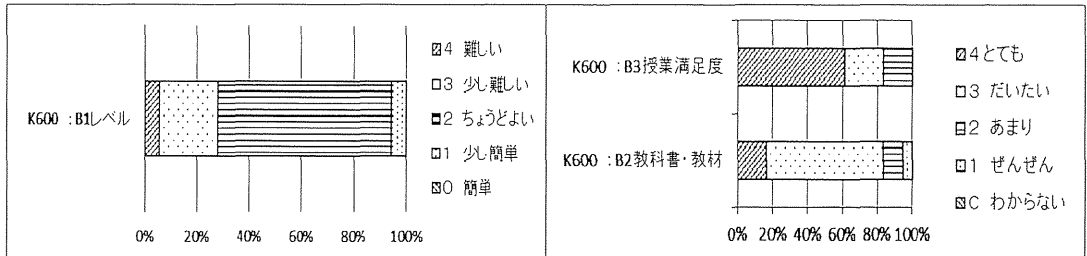 0% 20% 40% 60% 80% 100%
K600 :B1レベル
4 難しい
3 少し難しい
2 ちょうどよい
1 少し簡単
0 簡単
K600 :B3授業満足度
K600 :B2教科書・教材
0% 20% 40% 60% 80% 100%
4とても
3 だいたい
2 あまり
1 ぜんぜん
C わからない